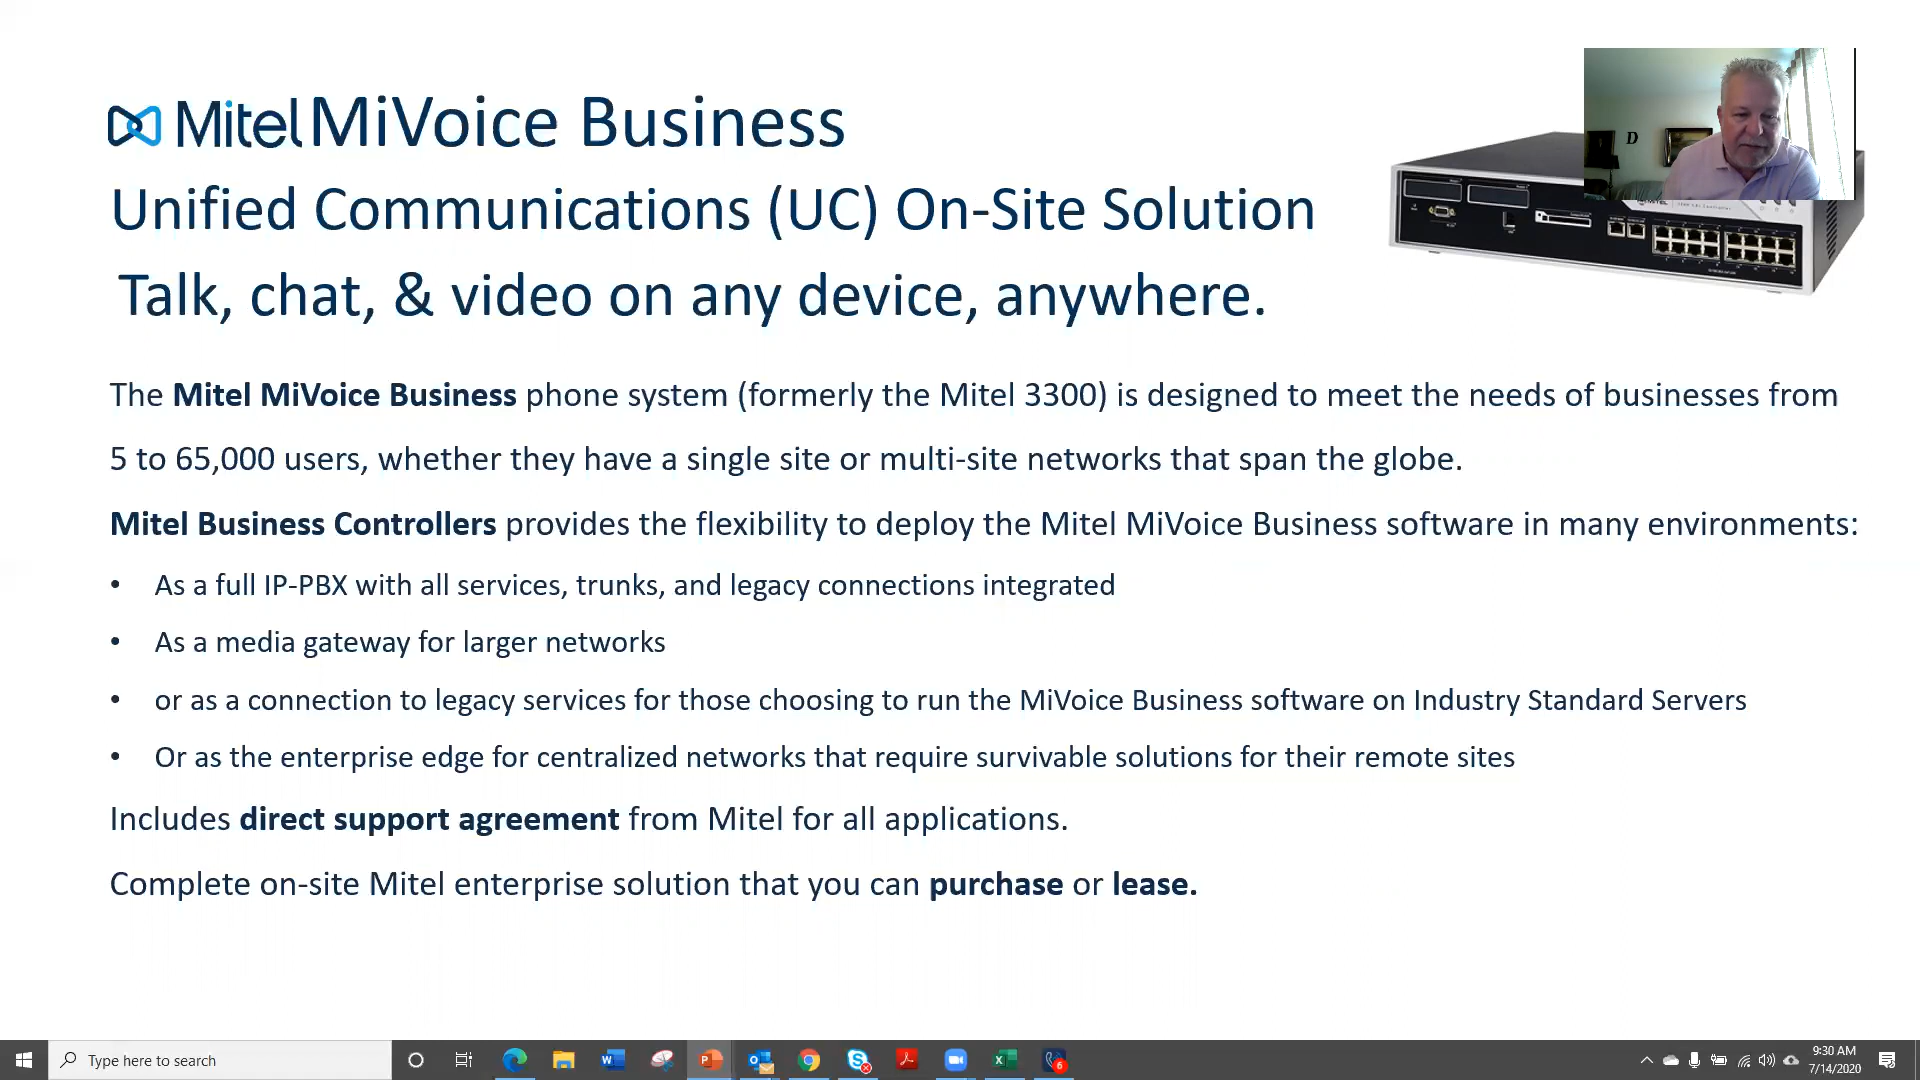 Mitel MiVoice Business
Unified Communications (UC) On-Site Solution
Talk, chat, & video on any device, anywhere.
D
MITEL
The Mitel MiVoice Business phone system (formerly the Mitel 3300) is designed to meet the needs of businesses from
5 to 65,000 users, whether they have a single site or multi-site networks that span the globe.
Mitel Business Controllers provides the flexibility to deploy the Mitel MiVoice Business software in many environments:
• As a full IP-PBX with all services, trunks, and legacy connections integrated
• As a media gateway for larger networks
• or as a connection to legacy services for those choosing to run the MiVoice Business software on Industry Standard Servers
• Or as the enterprise edge for centralized networks that require survivable solutions for their remote sites
Includes direct support agreement from Mitel for all applications.
Complete on-site Mitel enterprise solution that you can purchase or lease.
Type here to search
6
9:30 AM
7/14/2020